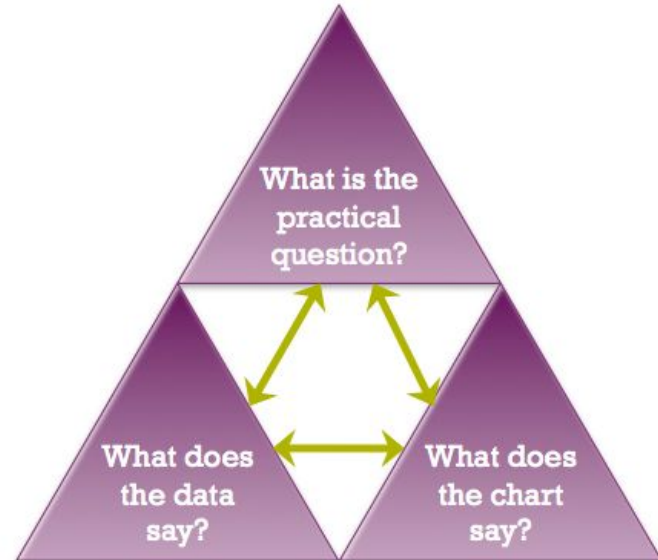 What is the
practical
question?
What does
the data
say?
What does
the chart
say?